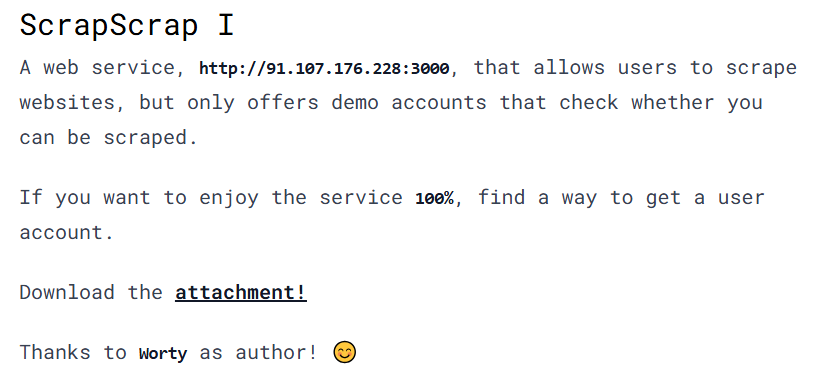 ScrapScrap I
A web service, http://91.107.176.228:3000, that allows users to scrape
websites, but only offers demo accounts that check whether you
can be scraped.
If you want to enjoy the service 100%, find a way to get a user
account.
Download the attachment!
Thanks to Worty as author! 😊